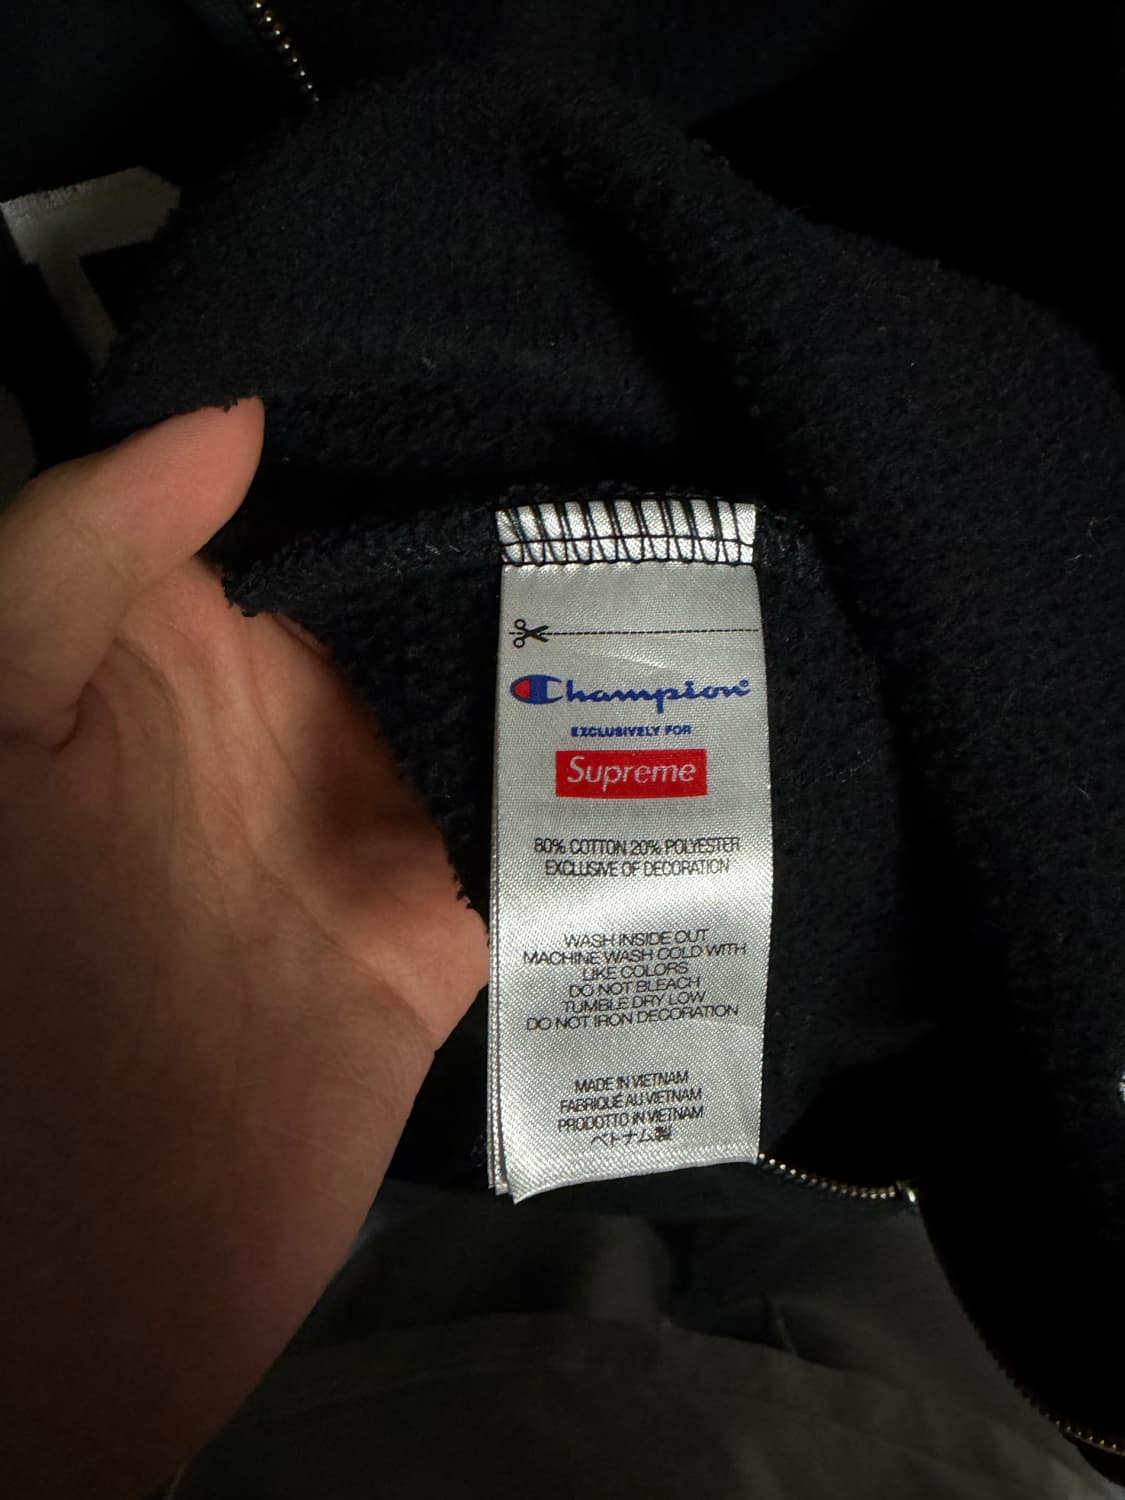 Champion®
EXCLUSIVELY FOR
Supreme
80% COTTON 20% POLYESTER
EXCLUSIVE OF DECORATION
WASH INSIDE OUT
MACHINE WASH COLD WITH
LIKE COLORS
DO NOT BLEACH
TUMBLE DRY LOW
DO NOT IRON DECORATION
MADE IN VIETNAM
FABRIQUÉ AU VIETNAM
PRODOTTO IN VIETNAM
ベトナム製